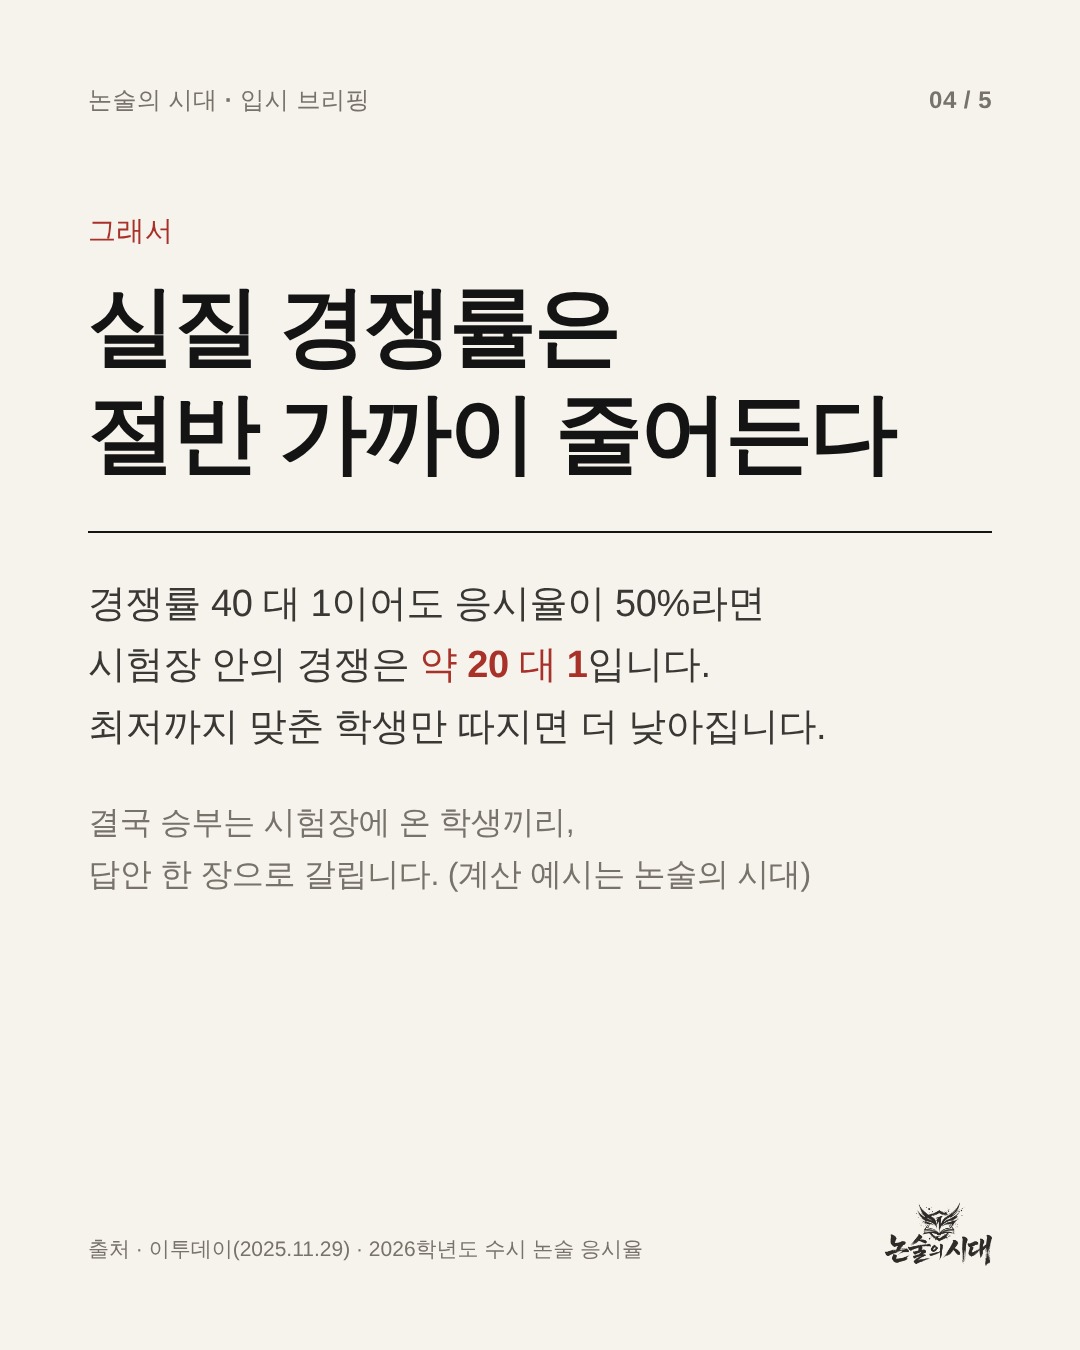 논술의 시대 · 입시 브리핑
04 / 5
그래서
실질 경쟁률은
절반 가까이 줄어든다
경쟁률 40 대 1이어도 응시율이 50%라면
시험장 안의 경쟁은 약 20 대 1입니다.
최저까지 맞춘 학생만 따지면 더 낮아집니다.
결국 승부는 시험장에 온 학생끼리,
답안 한 장으로 갈립니다. (계산 예시는 논술의 시대)
출처 · 이투데이(2025.11.29) · 2026학년도 수시 논술 응시율
논술의시대